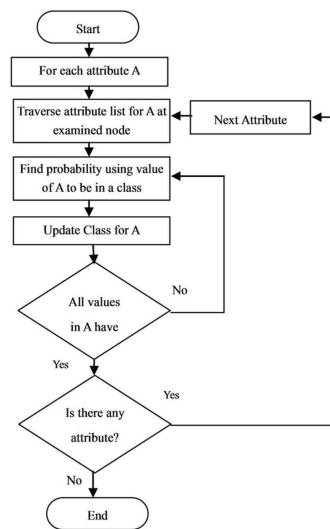 Start
For each attribute A
Traverse attribute list for A at
examined node
Next Attribute
Find probability using value
of A to be in a class
Update Class for A
All values
in A have
No
Yes
Is there any
attribute?
Yes
No
End